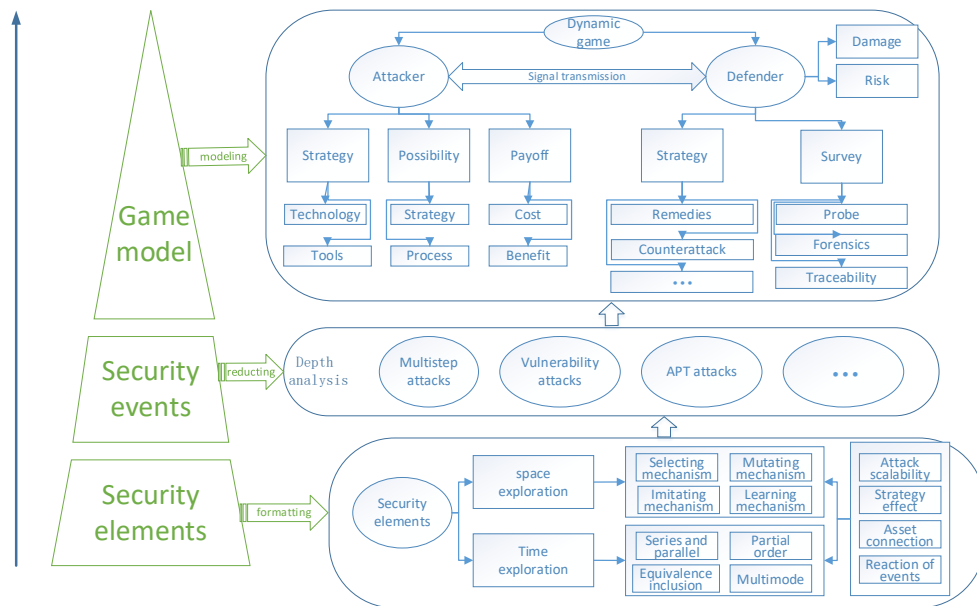 Dynamic
game
Attacker
Signal transmission
Defender
Damage
Risk
modeling
Strategy
Possibility
Payoff
Strategy
Survey
Technology
Strategy
Cost
Remedies
Probe
Tools
Process
Benefit
Counterattack
Forensics
•••
Traceability
Game
model
Security
events
reducting
Depth
analysis
Multistep
attacks
Vulnerability
attacks
APT attacks
•••
Security
elements
formatting
Security
elements
space
exploration
Time
exploration
Selecting
mechanism
Mutating
mechanism
Imitating
mechanism
Learning
mechanism
Series and
parallel
Partial
order
Equivalence
inclusion
Multimode
Attack
scalability
Strategy
effect
Asset
connection
Reaction of
events